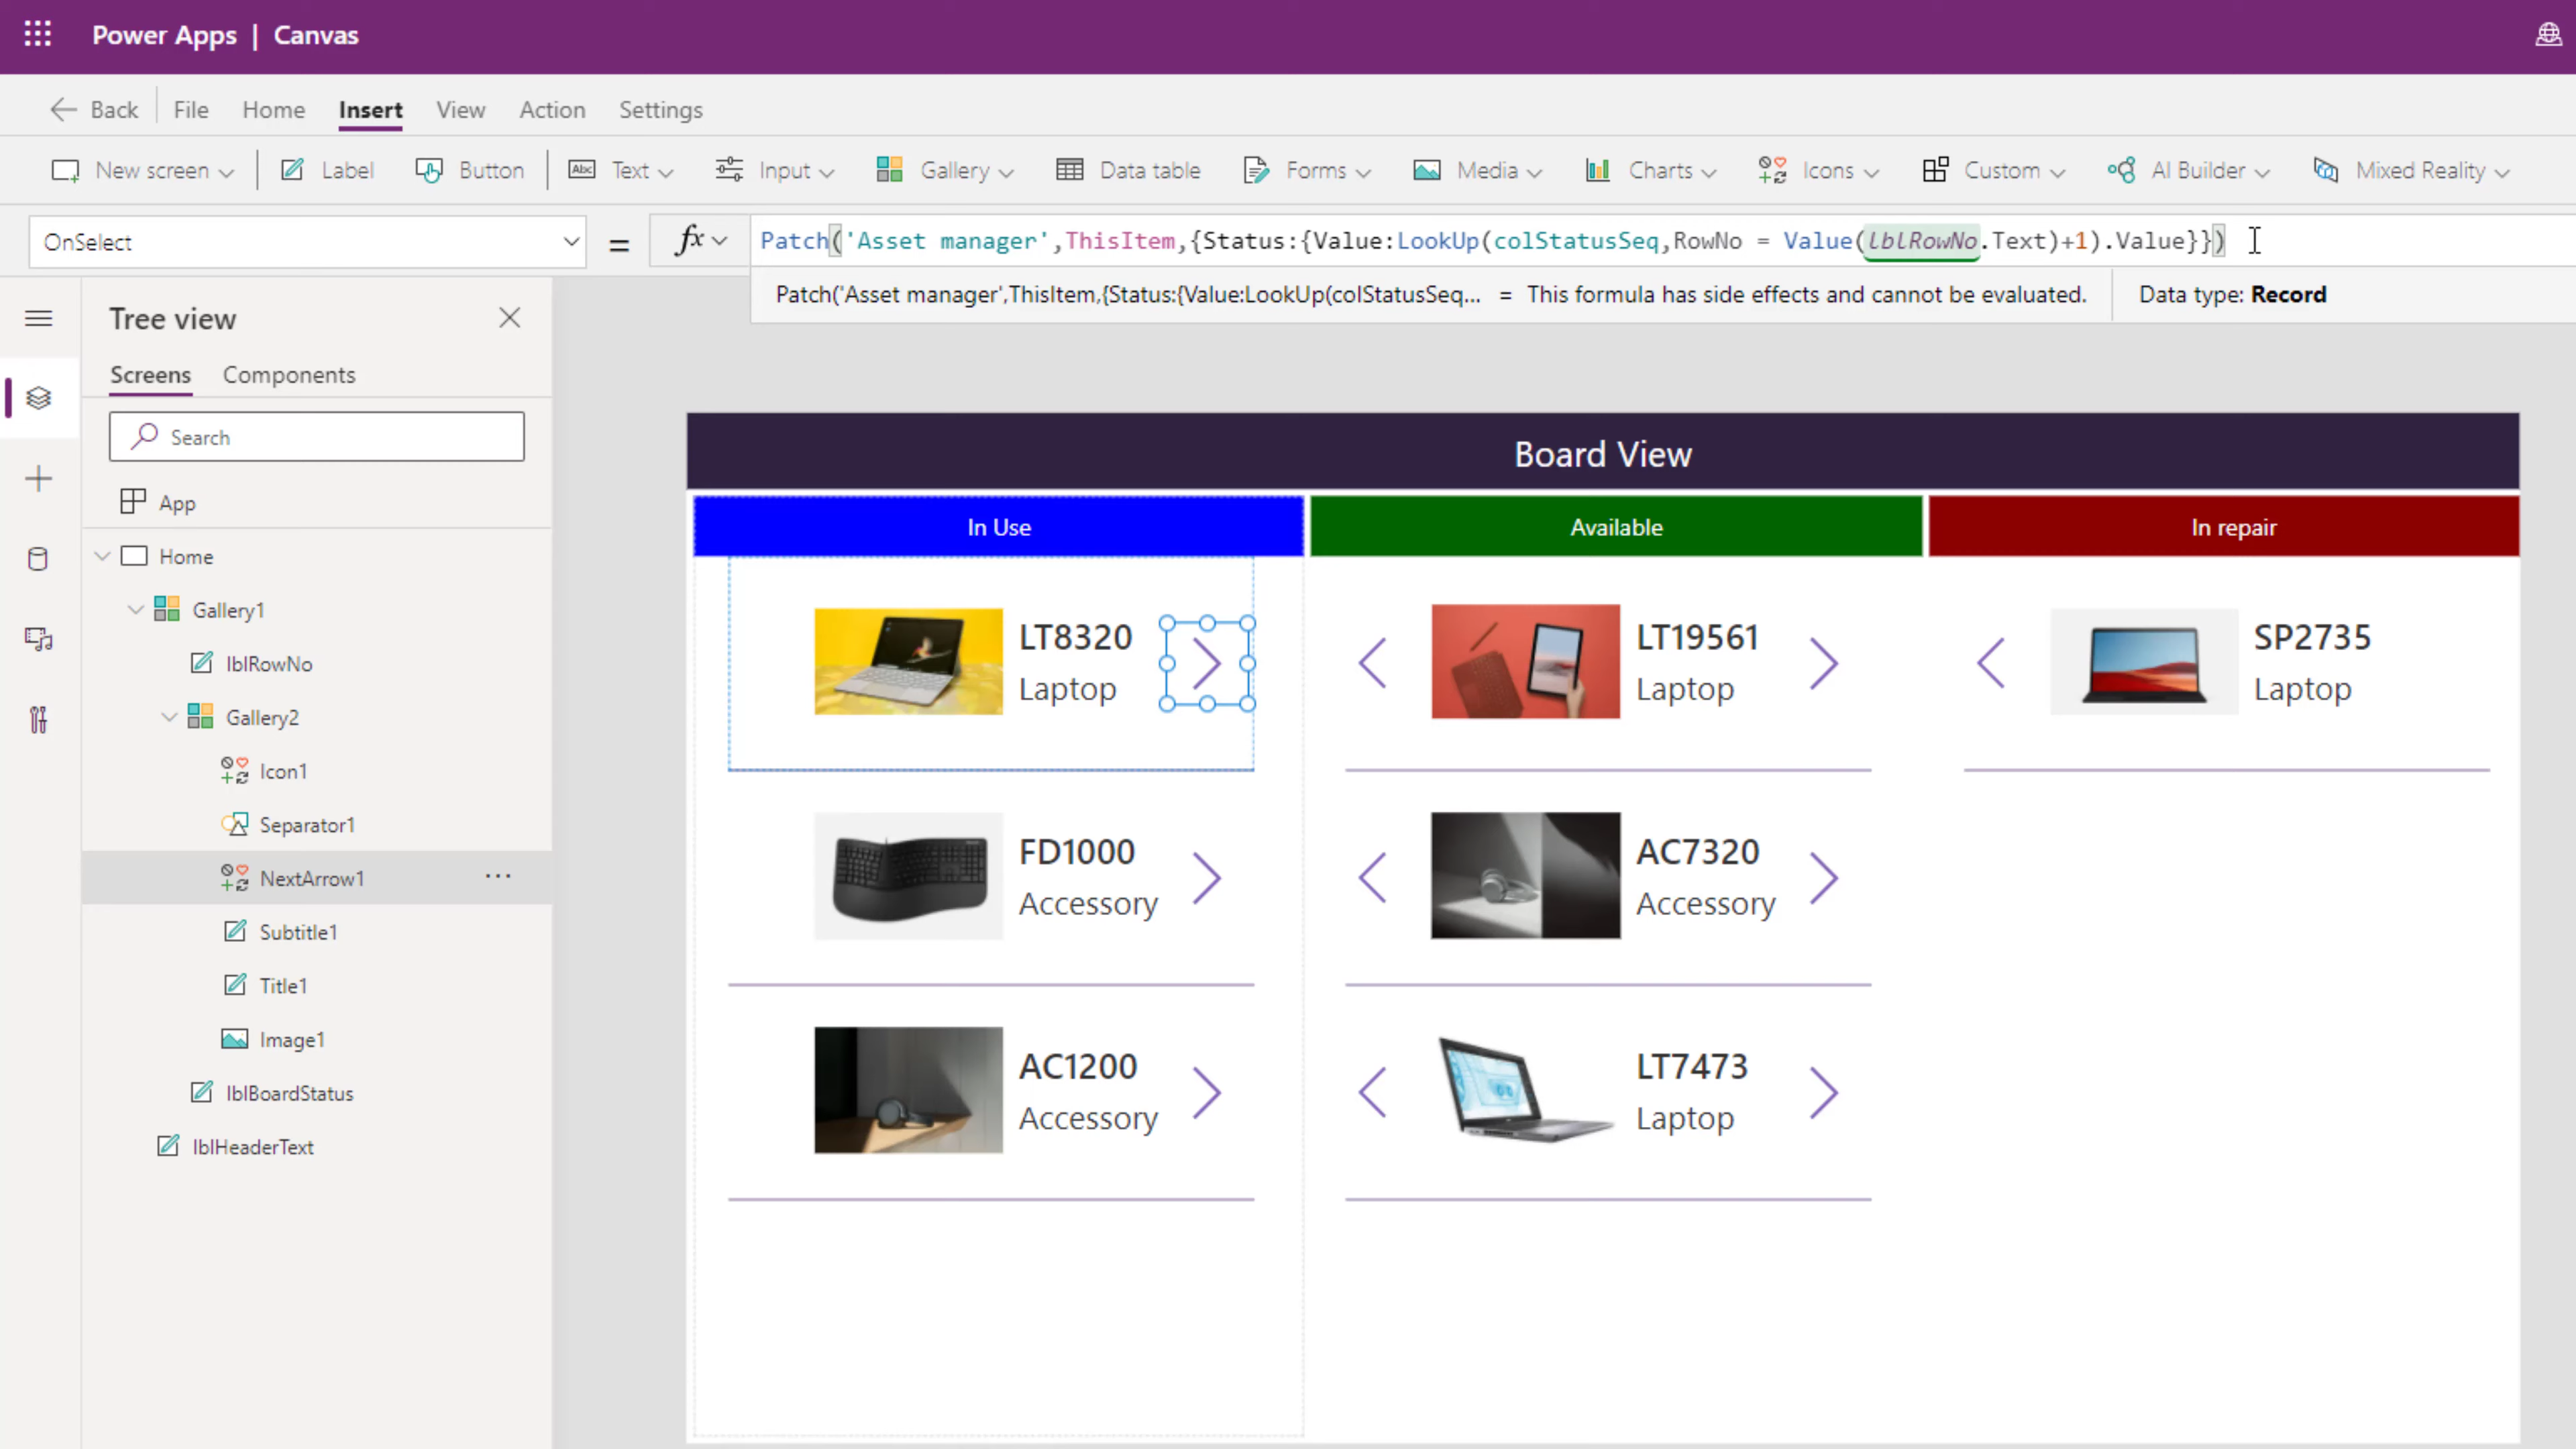 Power Apps | Canvas
Back File Home Insert View Action Settings
New screen Label Button Abc Text Input Gallery Data table Forms Media Charts Icons Custom AI Builder Mixed Reality
OnSelect = fx Patch('Asset manager',ThisItem,{Status:{Value:LookUp(colStatusSeq,RowNo = Value(lblRowNo.Text)+1).Value}})
Patch('Asset manager',ThisItem,{Status:{Value:LookUp(colStatusSeq... = This formula has side effects and cannot be evaluated. Data type: Record
Tree view
Screens Components
Search
App
Home
Gallery1
lblRowNo
Gallery2
Icon1
Separator1
NextArrow1 ...
Subtitle1
Title1
Image1
lblBoardStatus
lblHeaderText
Board View
In Use Available In repair
LT8320
Laptop
LT19561
Laptop
SP2735
Laptop
FD1000
Accessory
AC7320
Accessory
AC1200
Accessory
LT7473
Laptop